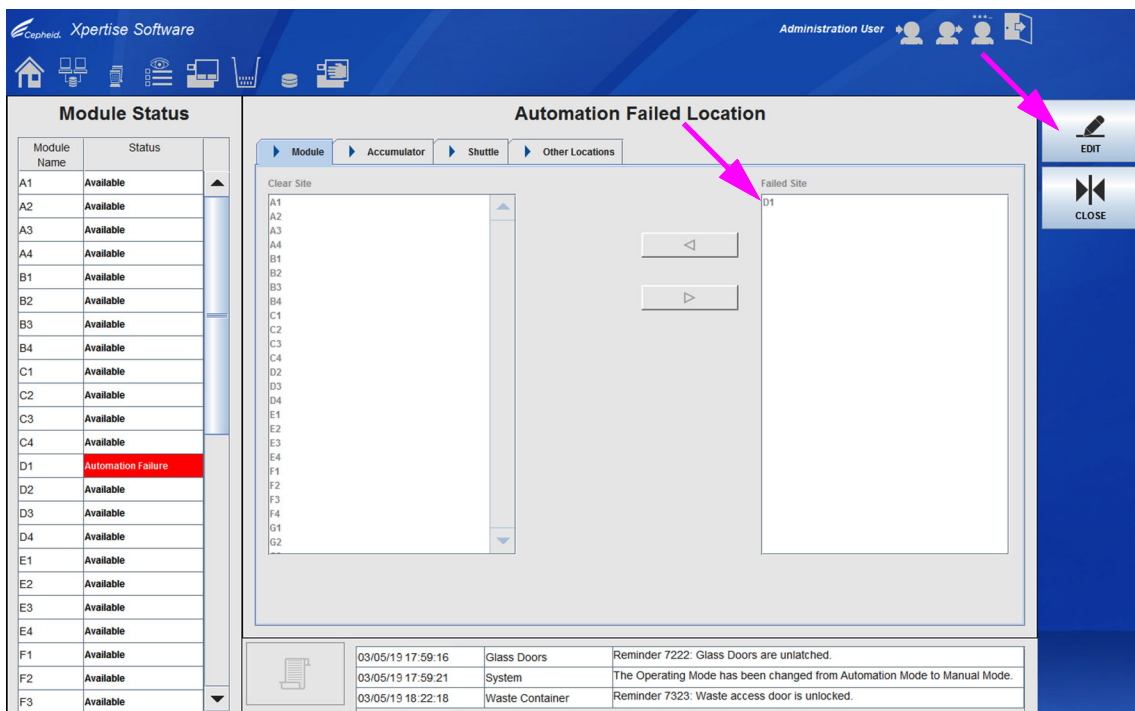 Cepheid. Xpertise Software
Administration User
Module Status
Module Name Status
A1 Available
A2 Available
A3 Available
A4 Available
B1 Available
B2 Available
B3 Available
B4 Available
C1 Available
C2 Available
C3 Available
C4 Available
D1 Automation Failure
D2 Available
D3 Available
D4 Available
E1 Available
E2 Available
E3 Available
E4 Available
F1 Available
F2 Available
F3 Available
Automation Failed Location
Module Accumulator Shuttle Other Locations
Clear Site
A1
A2
A3
A4
B1
B2
B3
B4
C1
C2
C3
C4
D2
D3
D4
E1
E2
E3
E4
F1
F2
F3
F4
G1
G2
Failed Site
D1
03/05/19 17:59:16 Glass Doors Reminder 7222: Glass Doors are unlatched.
03/05/19 17:59:21 System The Operating Mode has been changed from Automation Mode to Manual Mode.
03/05/19 18:22:18 Waste Container Reminder 7323: Waste access door is unlocked.
EDIT
CLOSE